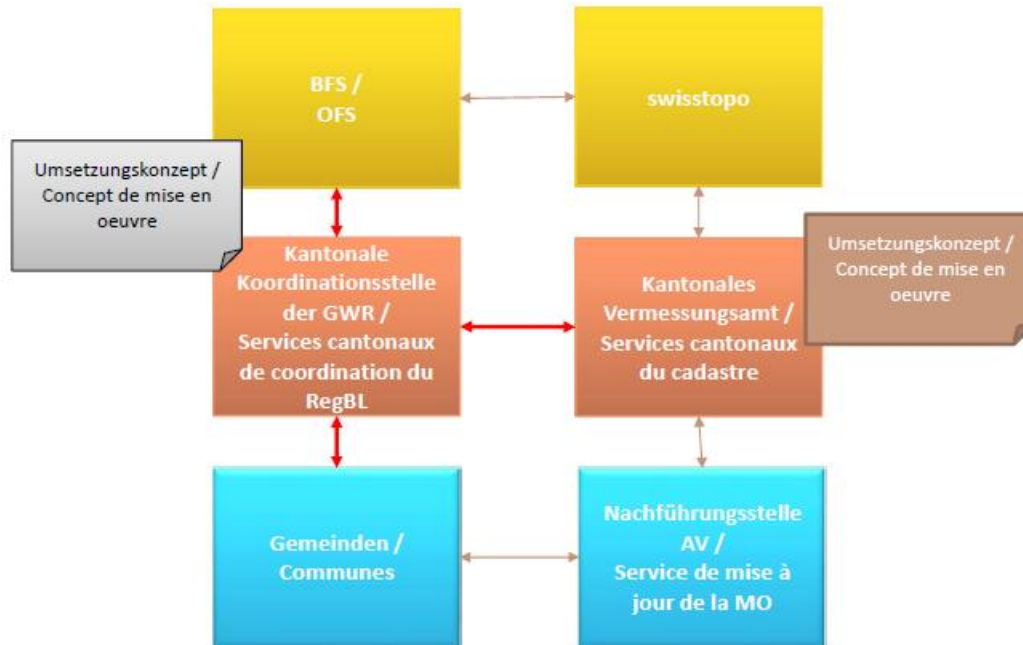 BFS /
OFS
swisstopo
Umsetzungskonzept /
Concept de mise en
oeuvre
Kantonale
Koordinationsstelle
der GWR /
Services cantonaux
de coordination du
RegBL
Kantonales
Vermessungsamt /
Services cantonaux
du cadastre
Umsetzungskonzept /
Concept de mise en
oeuvre
Gemeinden /
Communes
Nachführungsstelle
AV /
Service de mise à
jour de la MO